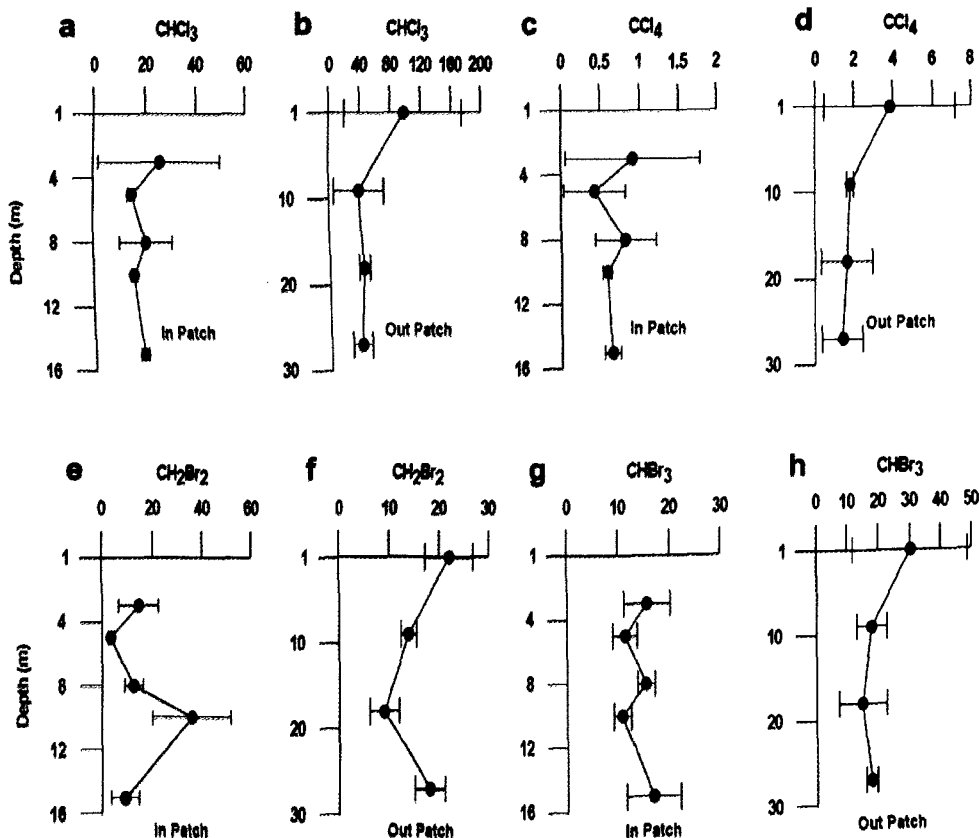 a CHCl₃ b CHCl₃ c CCl₄ d CCl₄
0 20 40 60 0 40 80 120 160 200 0 0.5 1 1.5 2 0 2 4 6 8
1 1 1 1
4 10 4 10
8 20 8 20
12 30 12 30
16 16
Depth (m)
In Patch Out Patch In Patch Out Patch
e CH₂Br₂ f CH₂Br₂ g CHBr₃ h CHBr₃
0 20 40 60 0 10 20 30 0 10 20 30 0 10 20 30 40 50
1 1 1 1
4 10 4 10
8 20 8 20
12 30 12 30
16 16
Depth (m)
In Patch Out Patch In Patch Out Patch